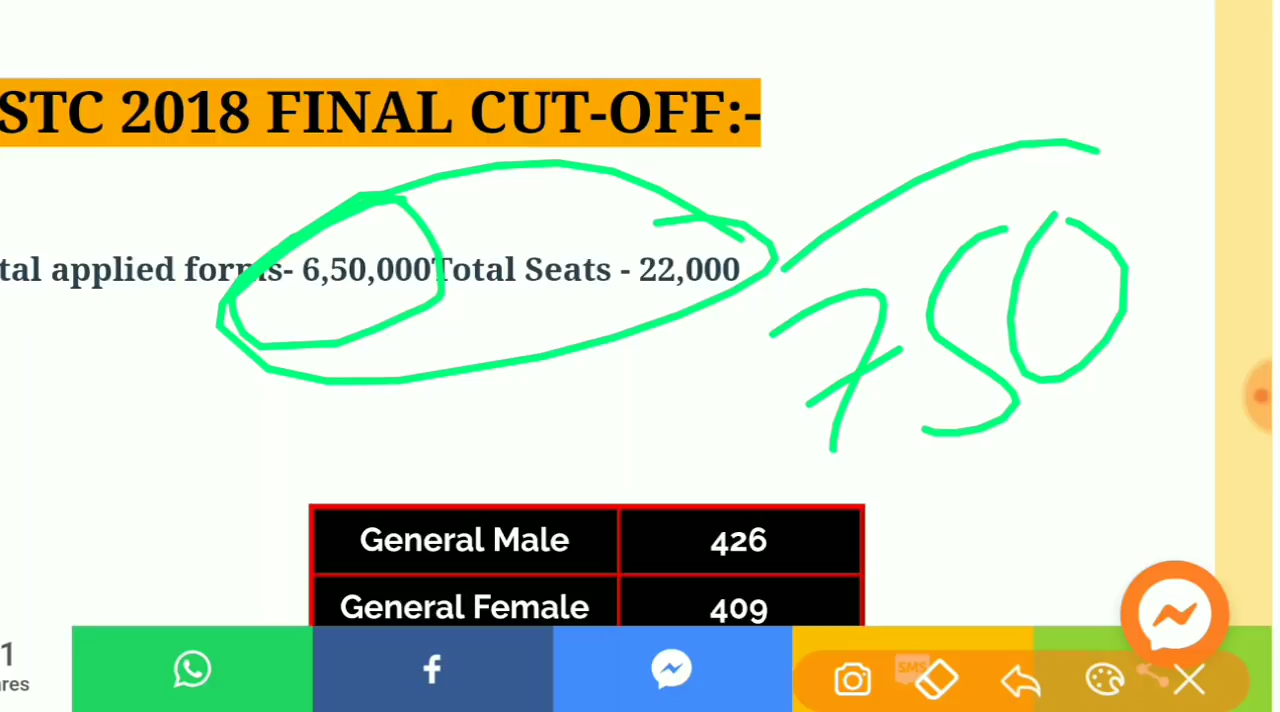 STC 2018 FINAL CUT-OFF:-
tal applied forms- 6,50,000Total Seats - 22,000
750
General Male 426
General Female 409
1
ares
f
SMS